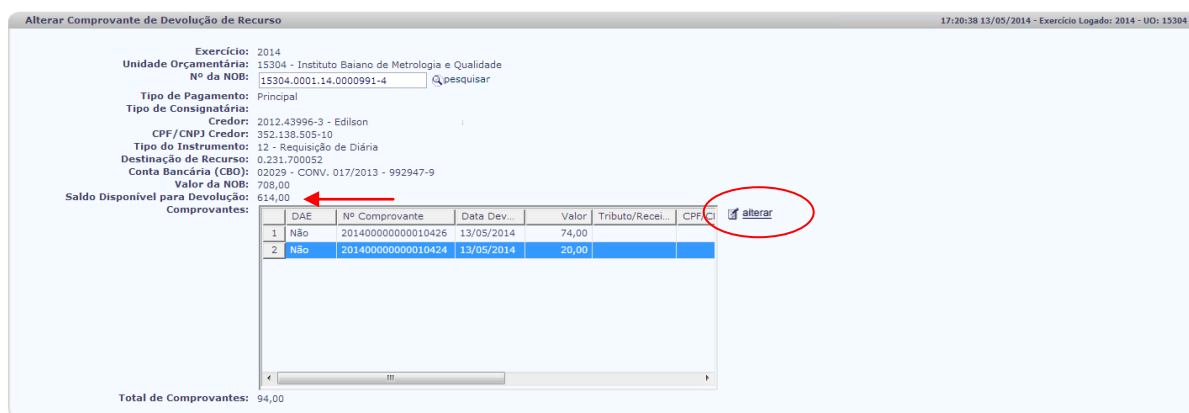 Alterar Comprovante de Devolução de Recurso 17:20:38 13/05/2014 - Exercício Logado: 2014 - UO: 15304
Exercício: 2014
Unidade Orçamentária: 15304 - Instituto Baiano de Metrologia e Qualidade
Nº da NOB: 15304.0001.14.0000991-4 pesquisar
Tipo de Pagamento: Principal
Tipo de Consignatária:
Credor: 2012.43996-3 - Edilson
CPF/CNPJ Credor: 352.138.505-10
Tipo do Instrumento: 12 - Requisição de Diária
Destinação de Recurso: 0.231.700052
Conta Bancária (CBO): 02029 - CONV. 017/2013 - 992947-9
Valor da NOB: 708,00
Saldo Disponível para Devolução: 614,00
Comprovantes:
DAE Nº Comprovante Data Dev... Valor Tributo/Recei... CPF/CI alterar
1 Não 201400000000010426 13/05/2014 74,00
2 Não 201400000000010424 13/05/2014 20,00
Total de Comprovantes: 94,00